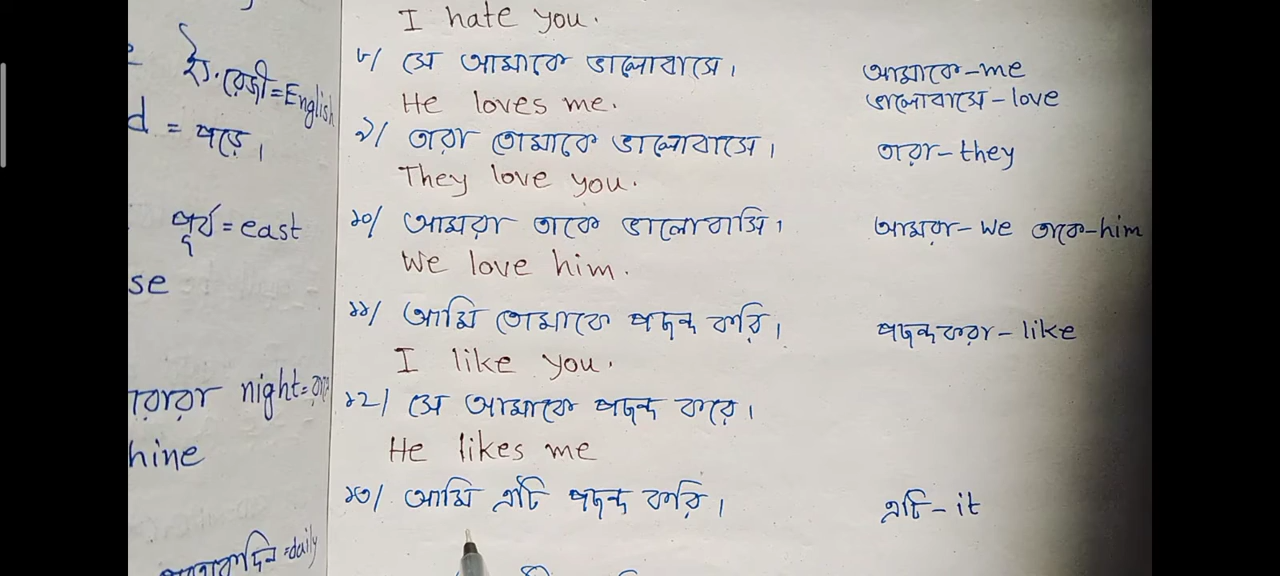 ইং.রেজী = English
d = পড়ে।
পূর্ব = east
se
night =
hine
= daily
I hate you.
৮/ সে আমাকে ভালোবাসে।
আমাকে - me
He loves me.
ভালোবাসে - love
৯/ তারা তোমাকে ভালোবাসে।
তারা - they
They love you.
১০/ আমরা তাকে ভালোবাসি।
আমরা - We তাকে - him
We love him.
১১/ আমি তোমাকে পছন্দ করি।
পছন্দ করা - like
I like you.
১২/ সে আমাকে পছন্দ করে।
He likes me
১৩/ আমি এটি পছন্দ করি।
এটি - it